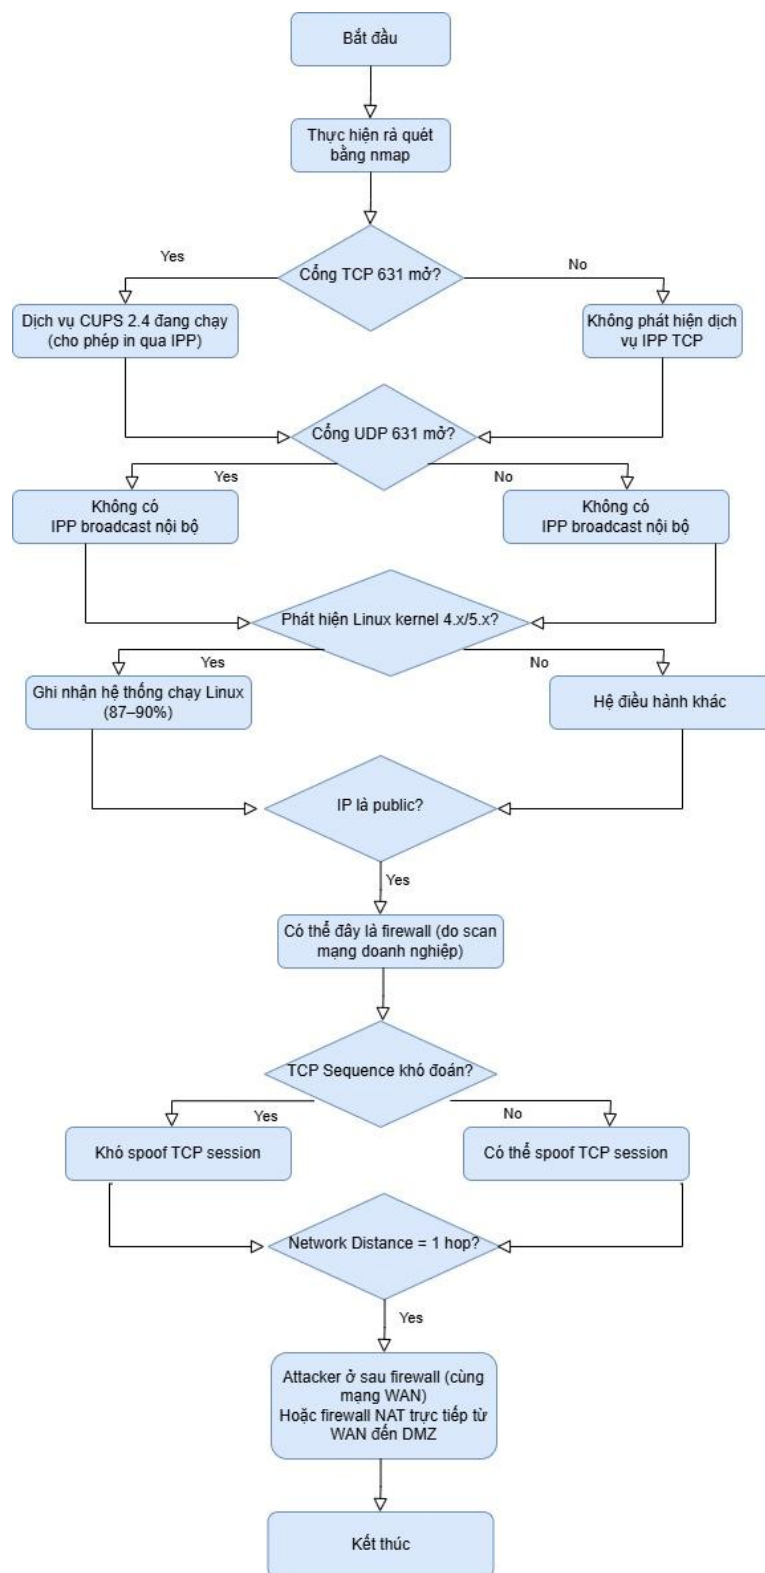 Bắt đầu
Thực hiện rà quét
bằng nmap
Cổng TCP 631 mở?
Yes
No
Dịch vụ CUPS 2.4 đang chạy
(cho phép in qua IPP)
Không phát hiện dịch
vụ IPP TCP
Cổng UDP 631 mở?
Yes
No
Không có
IPP broadcast nội bộ
Không có
IPP broadcast nội bộ
Phát hiện Linux kernel 4.x/5.x?
Yes
No
Ghi nhận hệ thống chạy Linux
(87–90%)
Hệ điều hành khác
IP là public?
Yes
Có thể đây là firewall (do scan
mạng doanh nghiệp)
TCP Sequence khó đoán?
Yes
No
Khó spoof TCP session
Có thể spoof TCP session
Network Distance = 1 hop?
Yes
Attacker ở sau firewall (cùng
mạng WAN)
Hoặc firewall NAT trực tiếp từ
WAN đến DMZ
Kết thúc